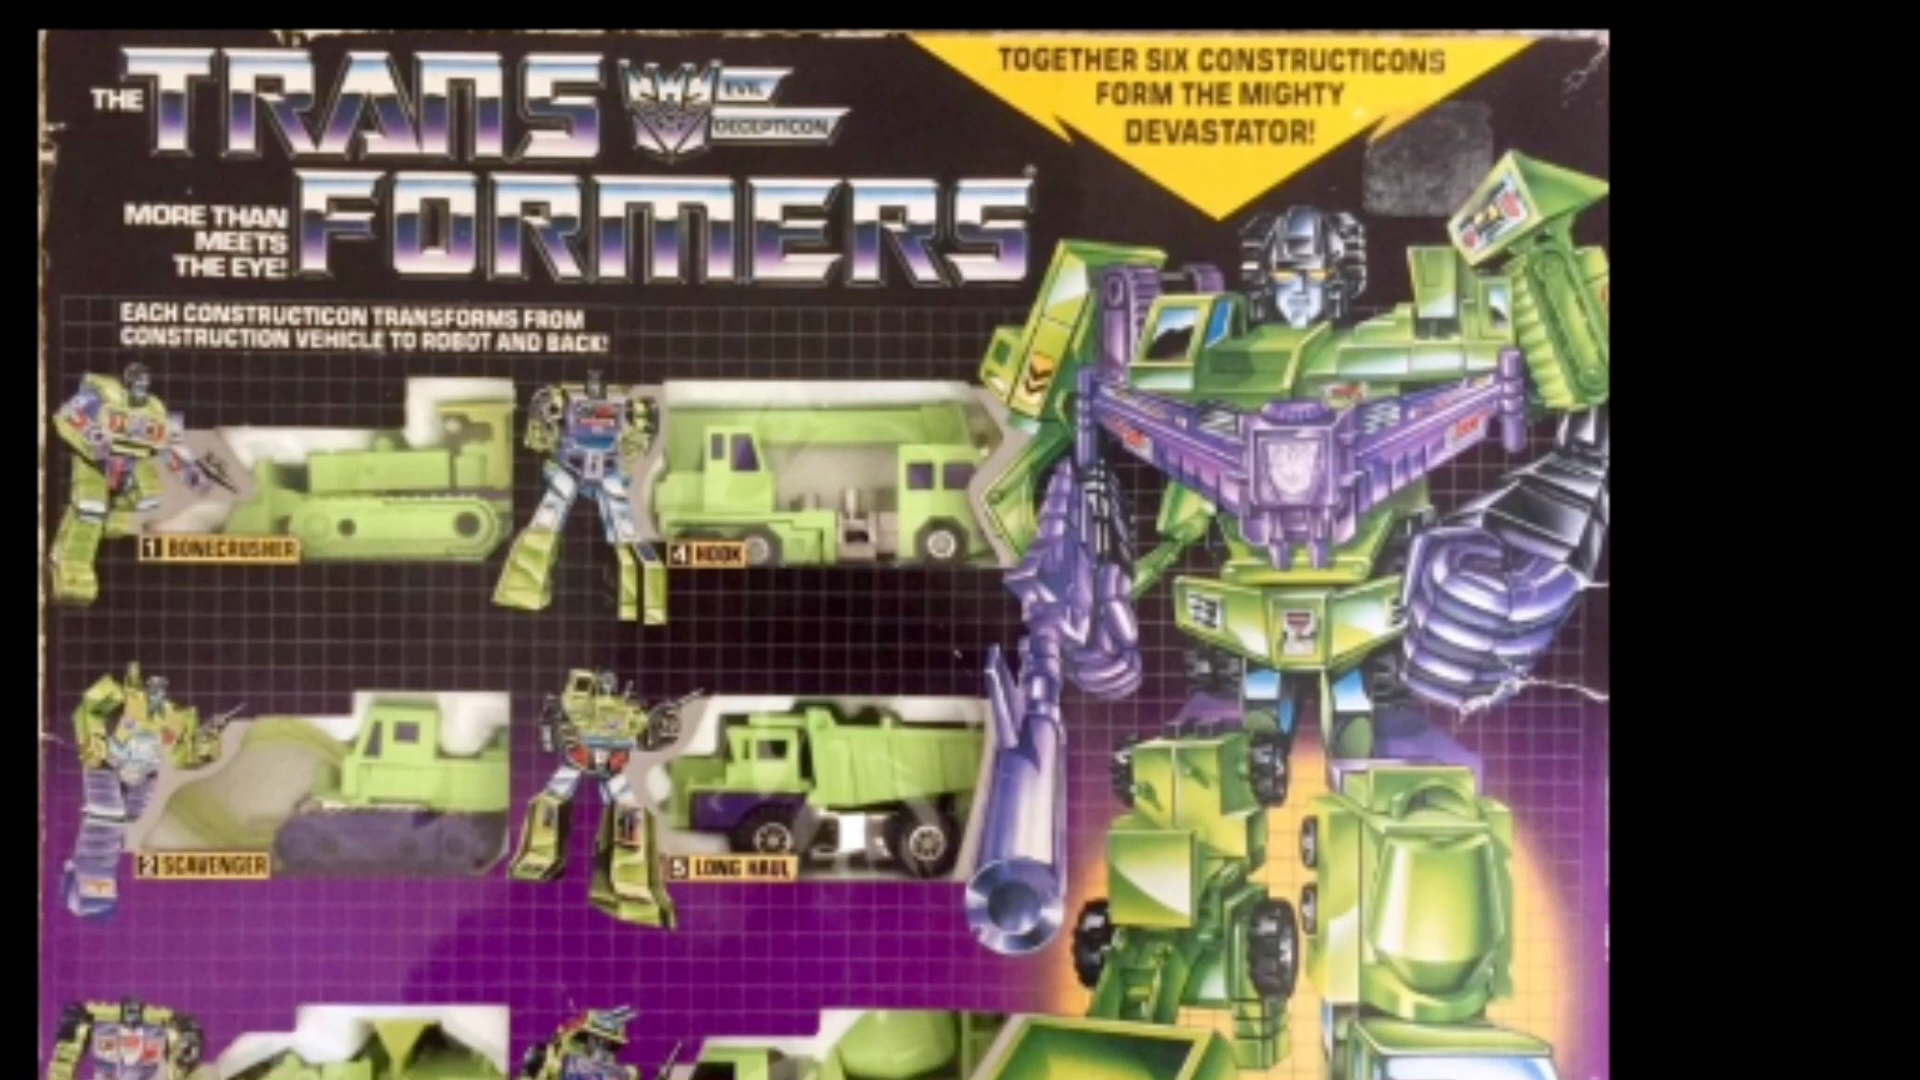 THE TRANS
EVIL
DECEPTICON
FORMERS
MORE THAN
MEETS
THE EYE!
TOGETHER SIX CONSTRUCTICONS
FORM THE MIGHTY
DEVASTATOR!
EACH CONSTRUCTICON TRANSFORMS FROM
CONSTRUCTION VEHICLE TO ROBOT AND BACK!
1 BONECRUSHER
4 HOOK
2 SCAVENGER
5 LONG HAUL